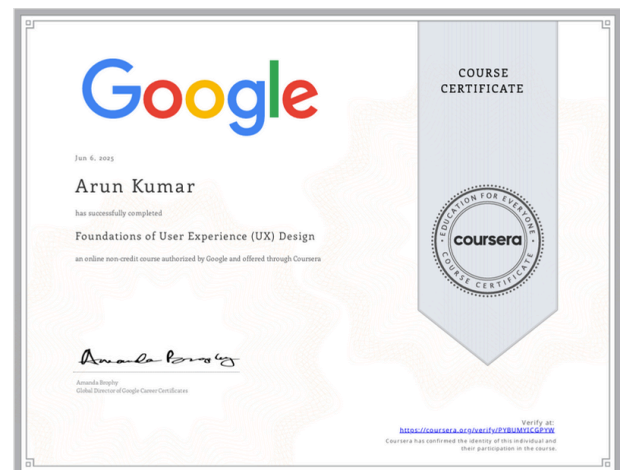 Google
COURSE
CERTIFICATE
Jun 6, 2025
Arun Kumar
has successfully completed
Foundations of User Experience (UX) Design
an online non-credit course authorized by Google and offered through Coursera
EDUCATION FOR EVERYONE
coursera
COURSE CERTIFICATE
Amanda Brophy
Amanda Brophy
Global Director of Google Career Certificates
Verify at:
https://coursera.org/verify/PYBUMYICGPYW
Coursera has confirmed the identity of this individual and
their participation in the course.